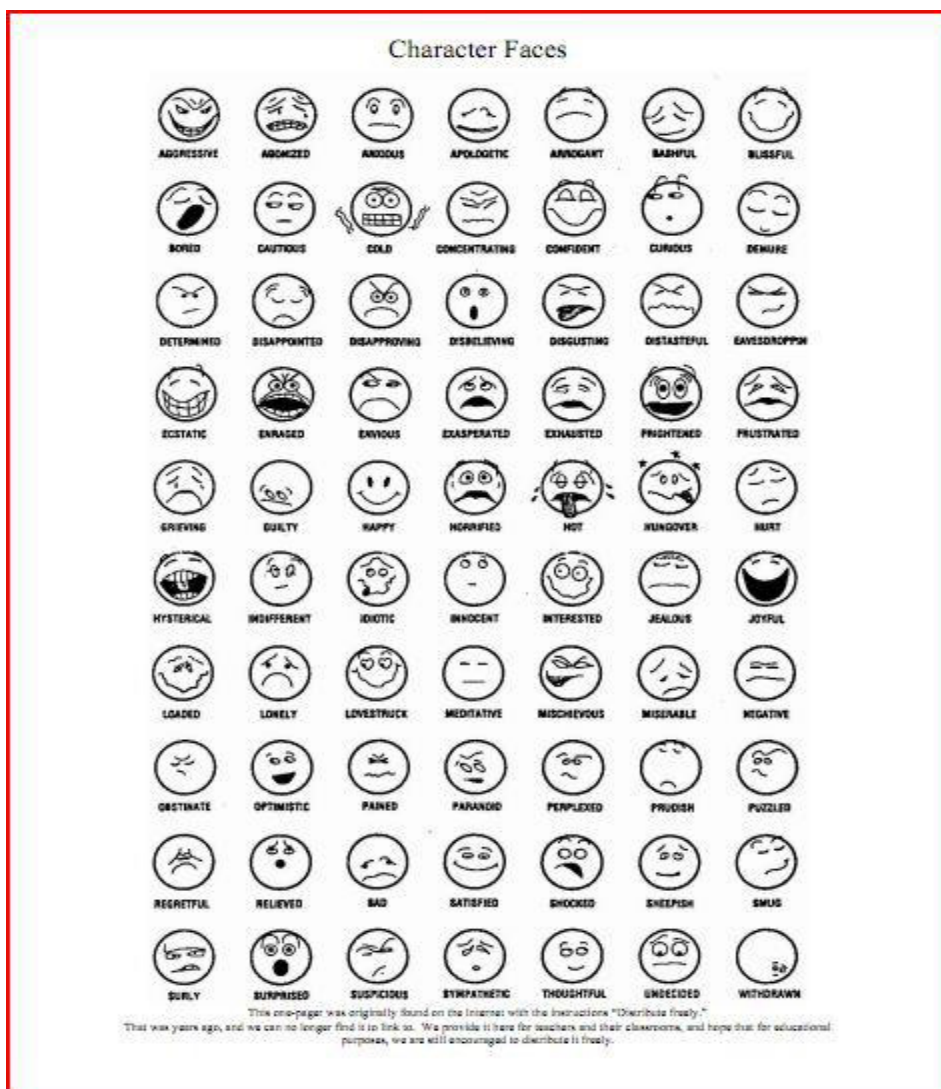 Character Faces
AGGRESSIVE AGONIZED ANXIOUS APOLOGETIC ARROGANT BASHFUL BLISSFUL
BORED CAUTIOUS COLD CONCENTRATING CONFIDENT CURIOUS DEMURE
DETERMINED DISAPPOINTED DISAPPROVING DISBELIEVING DISGUSTING DISTASTEFUL EAVESDROPPIN
ECSTATIC ENRAGED ENVIOUS EXASPERATED EXHAUSTED FRIGHTENED FRUSTRATED
GRIEVING GUILTY HAPPY HORRIFIED HOT HUNGOVER HURT
HYSTERICAL INDIFFERENT IDIOTIC INNOCENT INTERESTED JEALOUS JOYFUL
LOADED LONELY LOVESTRUCK MEDITATIVE MISCHIEVOUS MISERABLE NEGATIVE
OBSTINATE OPTIMISTIC PAINED PARANOID PERPLEXED PRUDISH PUZZLED
REGRETFUL RELIEVED SAD SATISFIED SHOCKED SHEEPISH SMUG
SURLY SURPRISED SUSPICIOUS SYMPATHETIC THOUGHTFUL UNDECIDED WITHDRAWN
This one-pager was originally found on the Internet with the instructions "Distribute freely."
That was years ago, and we can no longer find it to link to. We provide it here for teachers and their classrooms, and hope that for educational
purposes, we are still encouraged to distribute it freely.